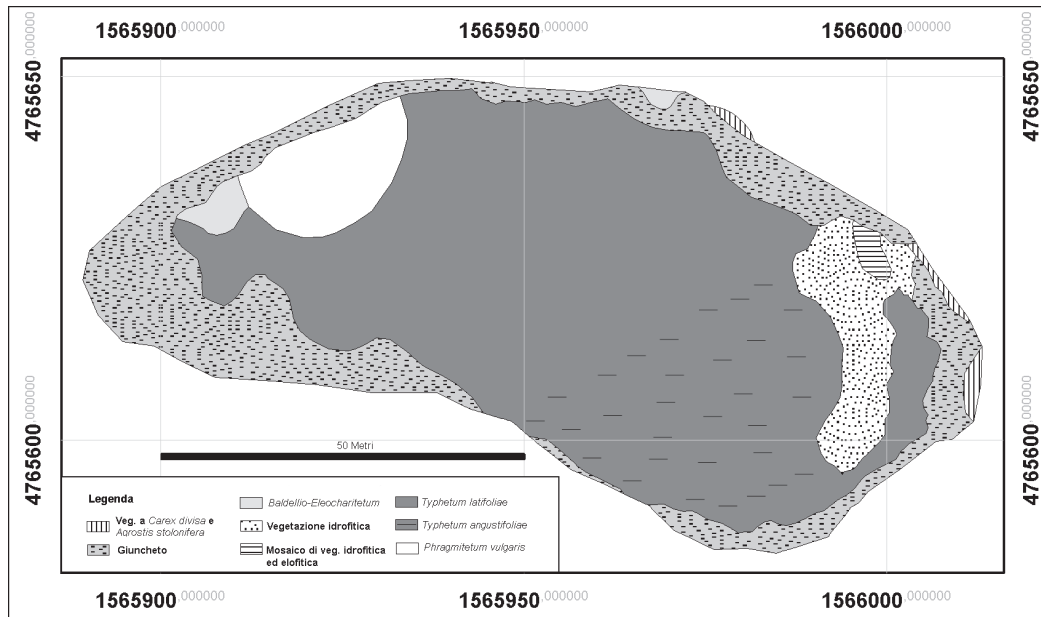 1565900,000000 1565950,000000 1566000,000000
4765650,000000
4765650,000000
4765600,000000
4765600,000000
50 Metri
Legenda
Veg. a Carex divisa e
Agrostis stolonifera
Giuncheto
Baldellio-Eleocharitetum
Vegetazione idrofitica
Mosaico di veg. idrofitica
ed elofitica
Typhetum latifoliae
Typhetum angustifoliae
Phragmitetum vulgaris
1565900,000000 1565950,000000 1566000,000000